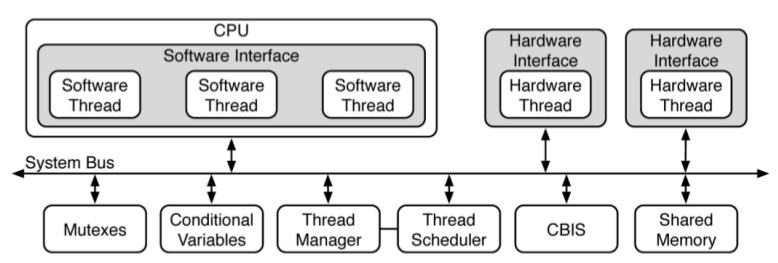 CPU
Software Interface
Software
Thread
Software
Thread
Software
Thread
Hardware
Interface
Hardware
Thread
Hardware
Interface
Hardware
Thread
System Bus
Mutexes
Conditional
Variables
Thread
Manager
Thread
Scheduler
CBIS
Shared
Memory